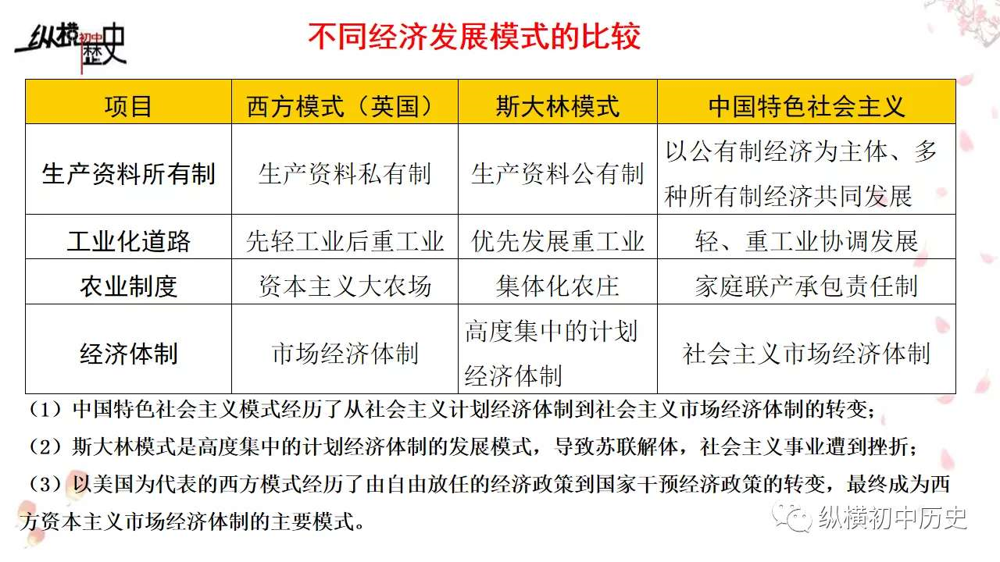 纵横初中歷史
不同经济发展模式的比较
项目 西方模式（英国） 斯大林模式 中国特色社会主义
生产资料所有制 生产资料私有制 生产资料公有制 以公有制经济为主体、多
种所有制经济共同发展
工业化道路 先轻工业后重工业 优先发展重工业 轻、重工业协调发展
农业制度 资本主义大农场 集体化农庄 家庭联产承包责任制
经济体制 市场经济体制 高度集中的计划 社会主义市场经济体制
经济体制
（1）中国特色社会主义模式经历了从社会主义计划经济体制到社会主义市场经济体制的转变；
（2）斯大林模式是高度集中的计划经济体制的发展模式，导致苏联解体，社会主义事业遭到挫折；
（3）以美国为代表的西方模式经历了由自由放任的经济政策到国家干预经济政策的转变，最终成为西
方资本主义市场经济体制的主要模式。
纵横初中历史